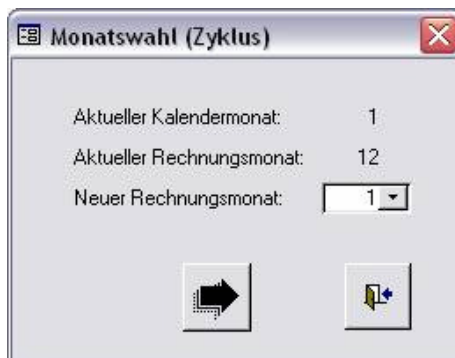 Monatswahl (Zyklus)
Aktueller Kalendermonat: 1
Aktueller Rechnungsmonat: 12
Neuer Rechnungsmonat: 1